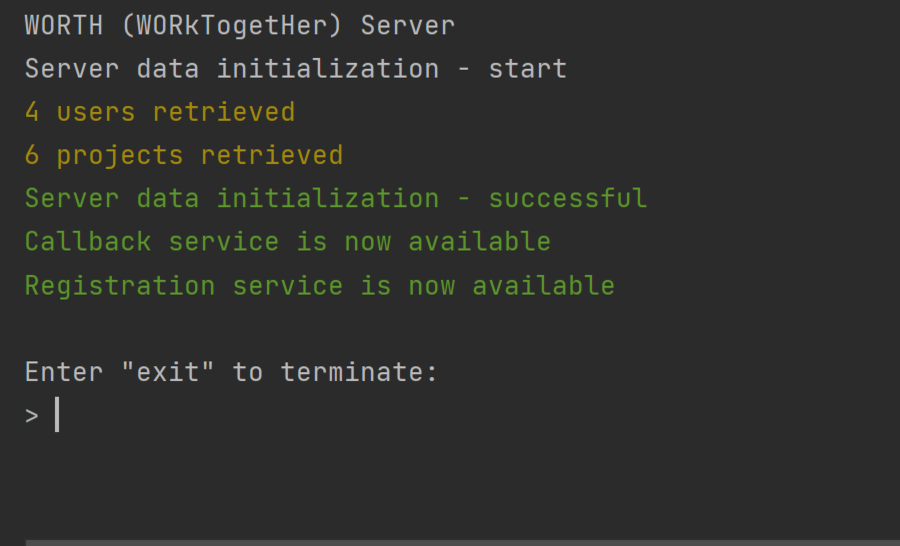 WORTH (WORkTogetHer) Server
Server data initialization - start
4 users retrieved
6 projects retrieved
Server data initialization - successful
Callback service is now available
Registration service is now available
Enter "exit" to terminate:
>